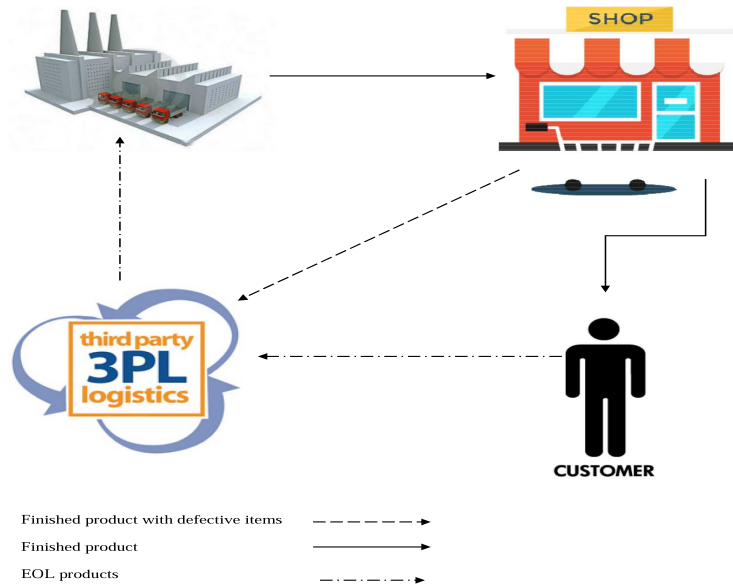 SHOP
third party
3PL
logistics
CUSTOMER
Finished product with defective items
Finished product
EOL products